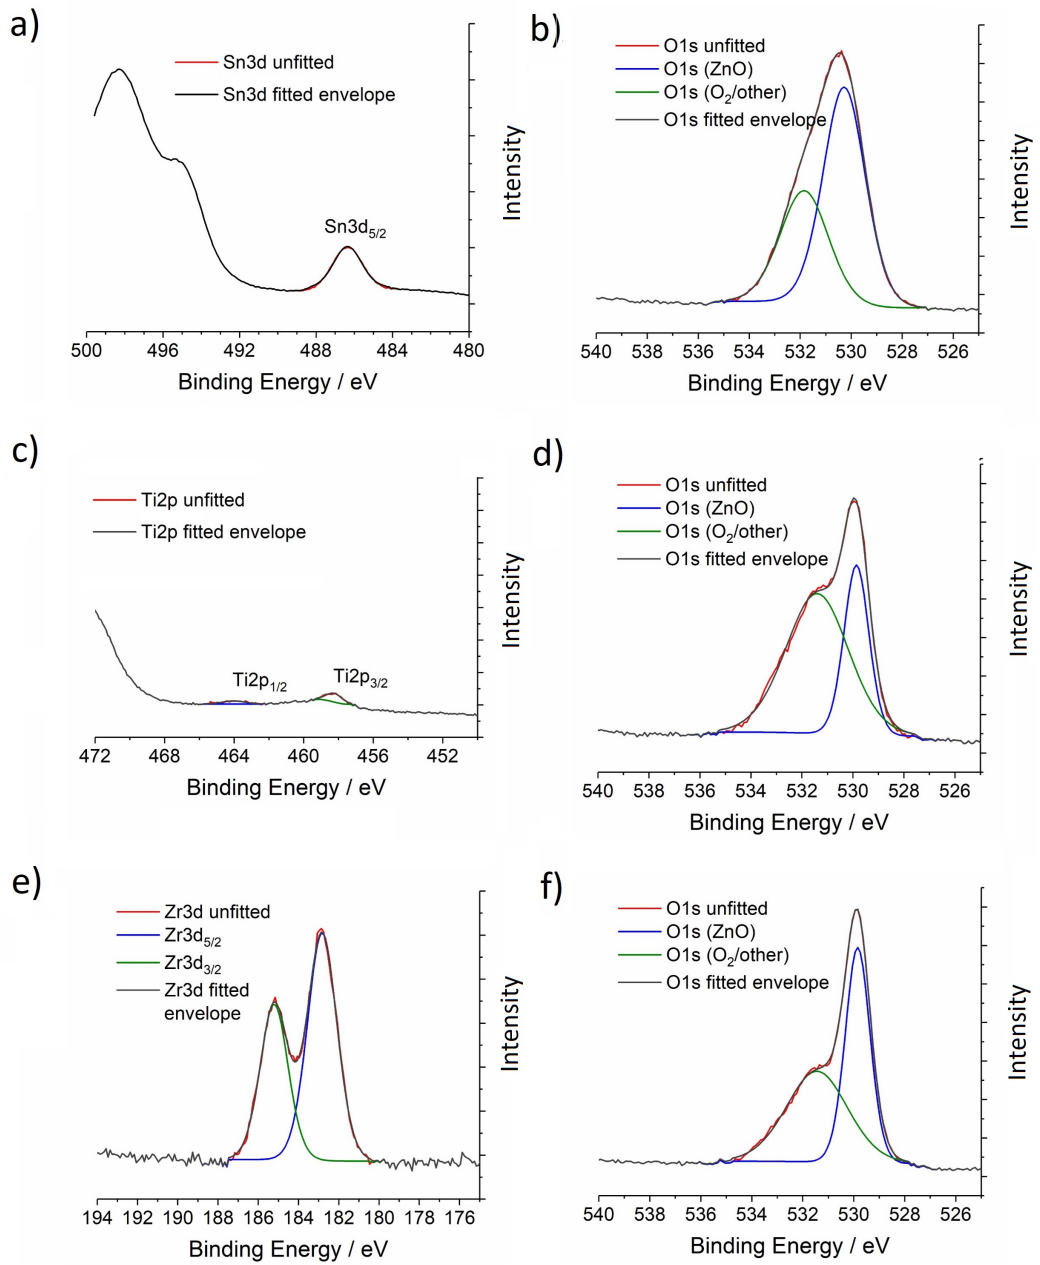 a)
Sn3d unfitted
Sn3d fitted envelope
Sn3d5/2
500 496 492 488 484 480
Binding Energy / eV
Intensity
b)
O1s unfitted
O1s (ZnO)
O1s (O2/other)
O1s fitted envelope
540 538 536 534 532 530 528 526
Binding Energy / eV
Intensity
c)
Ti2p unfitted
Ti2p fitted envelope
Ti2p1/2
Ti2p3/2
472 468 464 460 456 452
Binding Energy / eV
Intensity
d)
O1s unfitted
O1s (ZnO)
O1s (O2/other)
O1s fitted envelope
540 538 536 534 532 530 528 526
Binding Energy / eV
Intensity
e)
Zr3d unfitted
Zr3d5/2
Zr3d3/2
Zr3d fitted
envelope
194 192 190 188 186 184 182 180 178 176
Binding Energy / eV
Intensity
f)
O1s unfitted
O1s (ZnO)
O1s (O2/other)
O1s fitted envelope
540 538 536 534 532 530 528 526
Binding Energy / eV
Intensity